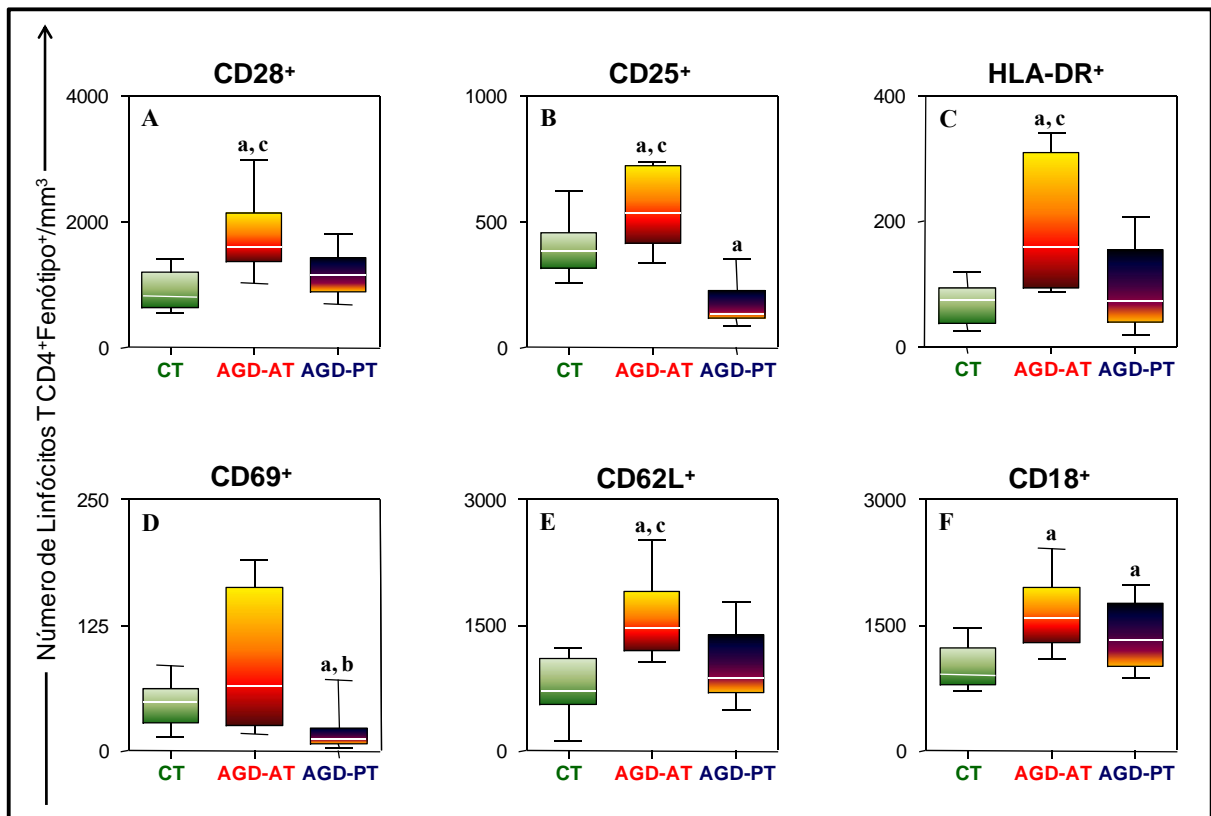 Número de Linfócitos T CD4⁺Fenótipo⁺/mm³
CD28⁺
4000
2000
0
A
a, c
CT AGD-AT AGD-PT
CD25⁺
1000
500
0
B
a, c
a
CT AGD-AT AGD-PT
HLA-DR⁺
400
200
0
C
a, c
CT AGD-AT AGD-PT
CD69⁺
250
125
0
D
a, b
CT AGD-AT AGD-PT
CD62L⁺
3000
1500
0
E
a, c
CT AGD-AT AGD-PT
CD18⁺
3000
1500
0
F
a
a
CT AGD-AT AGD-PT